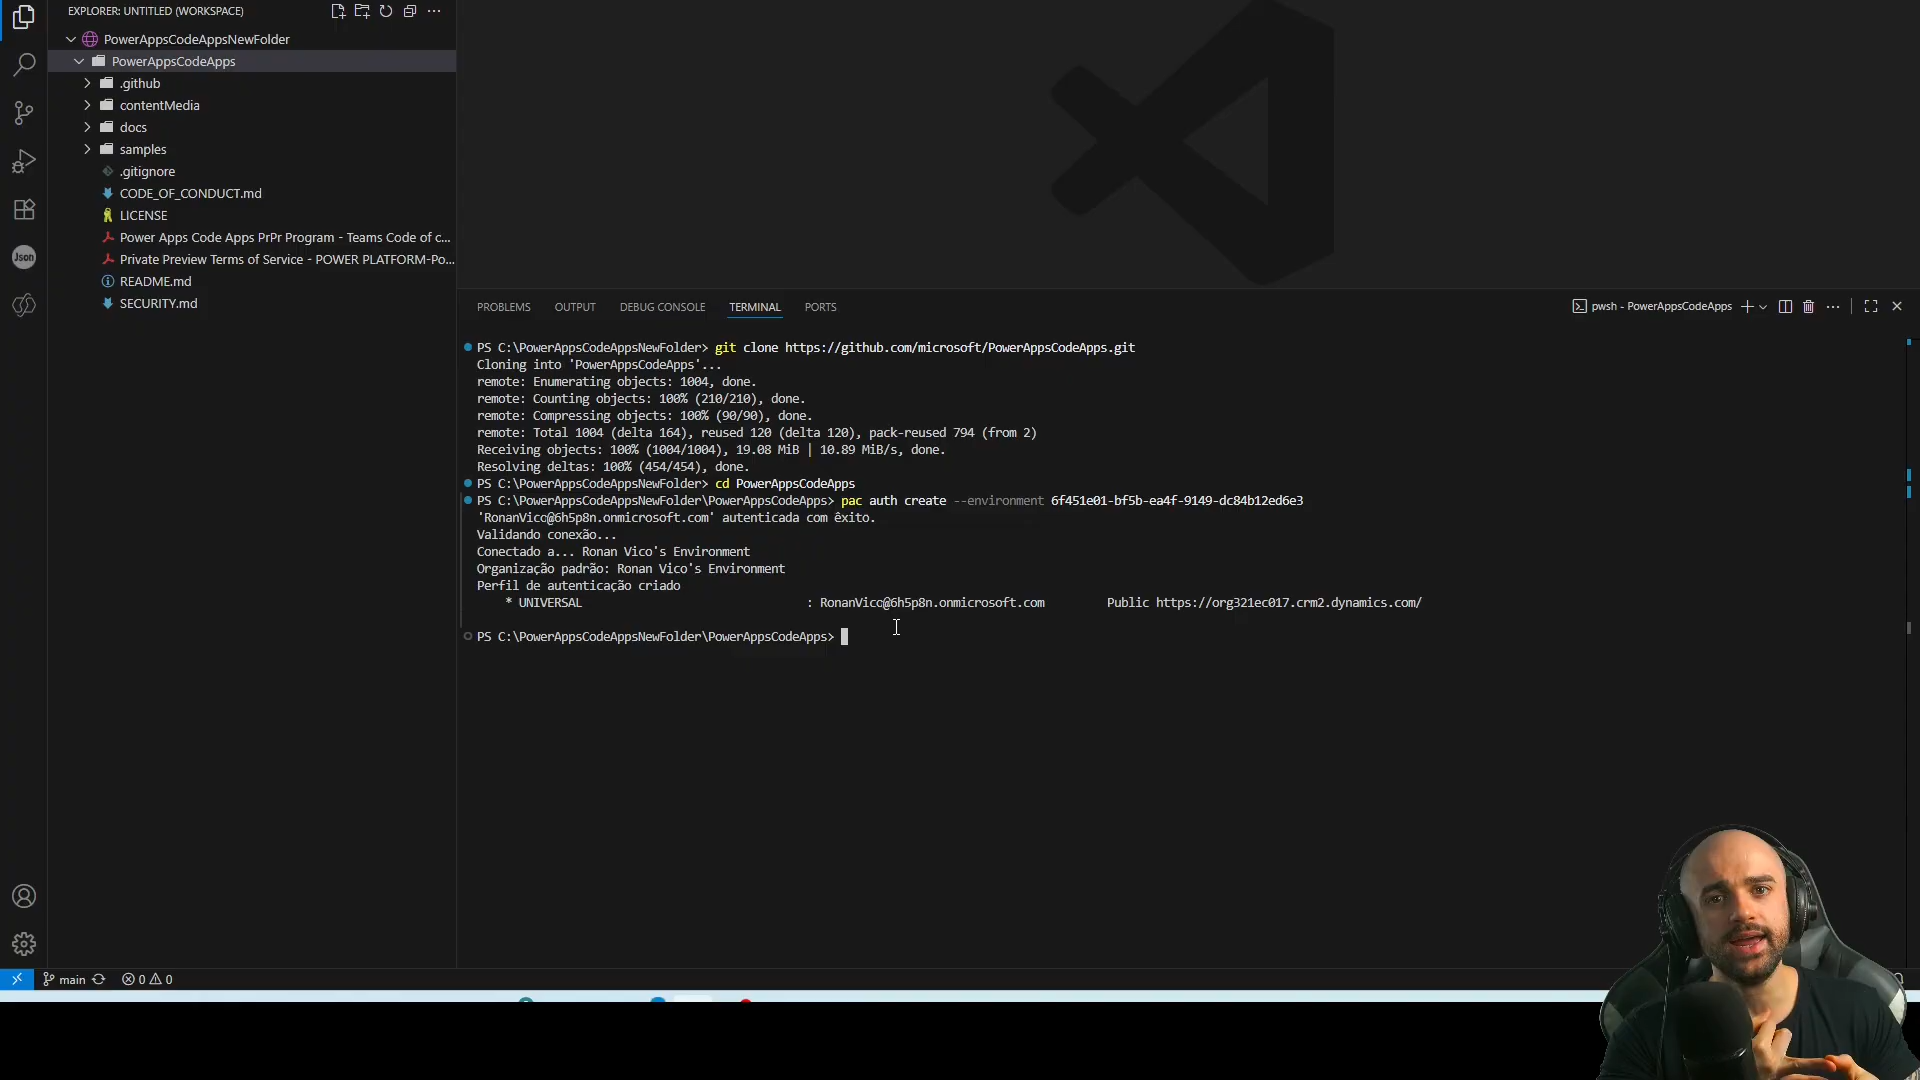 EXPLORER: UNTITLED (WORKSPACE)
PowerAppsCodeAppsNewFolder
PowerAppsCodeApps
.github
contentMedia
docs
samples
.gitignore
CODE_OF_CONDUCT.md
LICENSE
Power Apps Code Apps PrPr Program - Teams Code of c...
Private Preview Terms of Service - POWER PLATFORM-Po...
README.md
SECURITY.md
Json
PROBLEMS OUTPUT DEBUG CONSOLE TERMINAL PORTS
pwsh - PowerAppsCodeApps
PS C:\PowerAppsCodeAppsNewFolder> git clone https://github.com/microsoft/PowerAppsCodeApps.git
Cloning into 'PowerAppsCodeApps'...
remote: Enumerating objects: 1004, done.
remote: Counting objects: 100% (210/210), done.
remote: Compressing objects: 100% (90/90), done.
remote: Total 1004 (delta 164), reused 120 (delta 120), pack-reused 794 (from 2)
Receiving objects: 100% (1004/1004), 19.08 MiB | 10.89 MiB/s, done.
Resolving deltas: 100% (454/454), done.
PS C:\PowerAppsCodeAppsNewFolder> cd PowerAppsCodeApps
PS C:\PowerAppsCodeAppsNewFolder\PowerAppsCodeApps> pac auth create --environment 6f451e01-bf5b-ea4f-9149-dc84b12ed6e3
'RonanVico@6h5p8n.onmicrosoft.com' autenticada com êxito.
Validando conexão...
Conectado a... Ronan Vico's Environment
Organização padrão: Ronan Vico's Environment
Perfil de autenticação criado
* UNIVERSAL : RonanVico@6h5p8n.onmicrosoft.com Public https://org321ec017.crm2.dynamics.com/
PS C:\PowerAppsCodeAppsNewFolder\PowerAppsCodeApps>
main 0 0